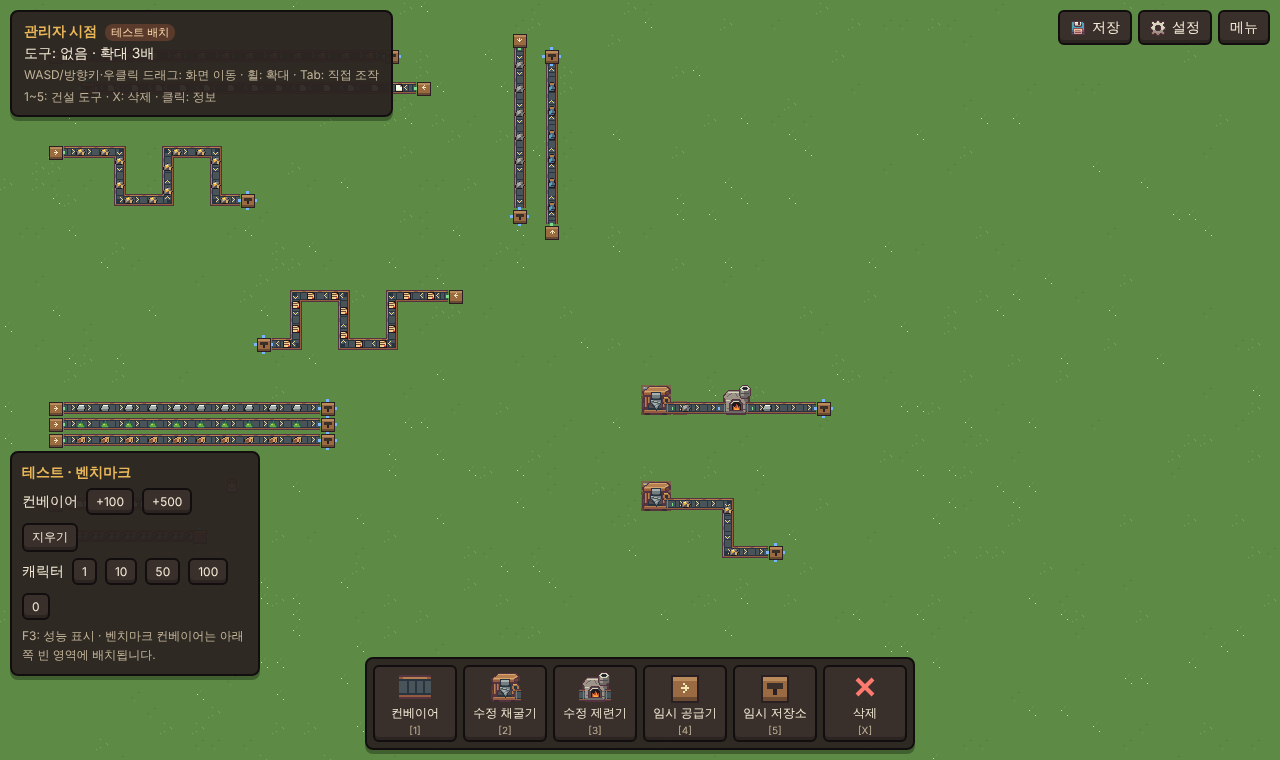 관리자 시점 테스트 배치
도구: 없음 · 확대 3배
WASD/방향키·우클릭 드래그: 화면 이동 · 휠: 확대 · Tab: 직접 조작
1~5: 건설 도구 · X: 삭제 · 클릭: 정보
저장 설정 메뉴
테스트 · 벤치마크
컨베이어 +100 +500
지우기
캐릭터 1 10 50 100
0
F3: 성능 표시 · 벤치마크 컨베이어는 아래
쪽 빈 영역에 배치됩니다.
컨베이어 수정 채굴기 수정 제련기 임시 공급기 임시 저장소 삭제
[1] [2] [3] [4] [5] [X]